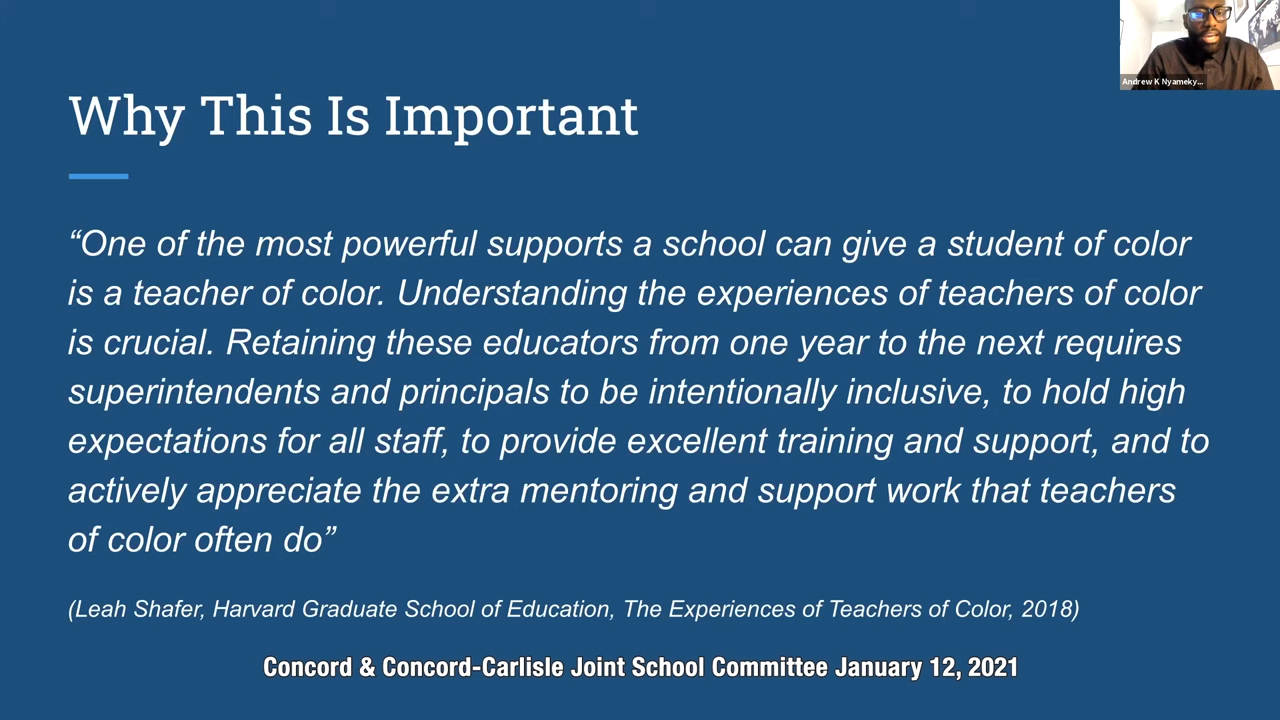 Andrew K Nyameky...
Why This Is Important
“One of the most powerful supports a school can give a student of color
is a teacher of color. Understanding the experiences of teachers of color
is crucial. Retaining these educators from one year to the next requires
superintendents and principals to be intentionally inclusive, to hold high
expectations for all staff, to provide excellent training and support, and to
actively appreciate the extra mentoring and support work that teachers
of color often do”
(Leah Shafer, Harvard Graduate School of Education, The Experiences of Teachers of Color, 2018)
Concord & Concord-Carlisle Joint School Committee January 12, 2021